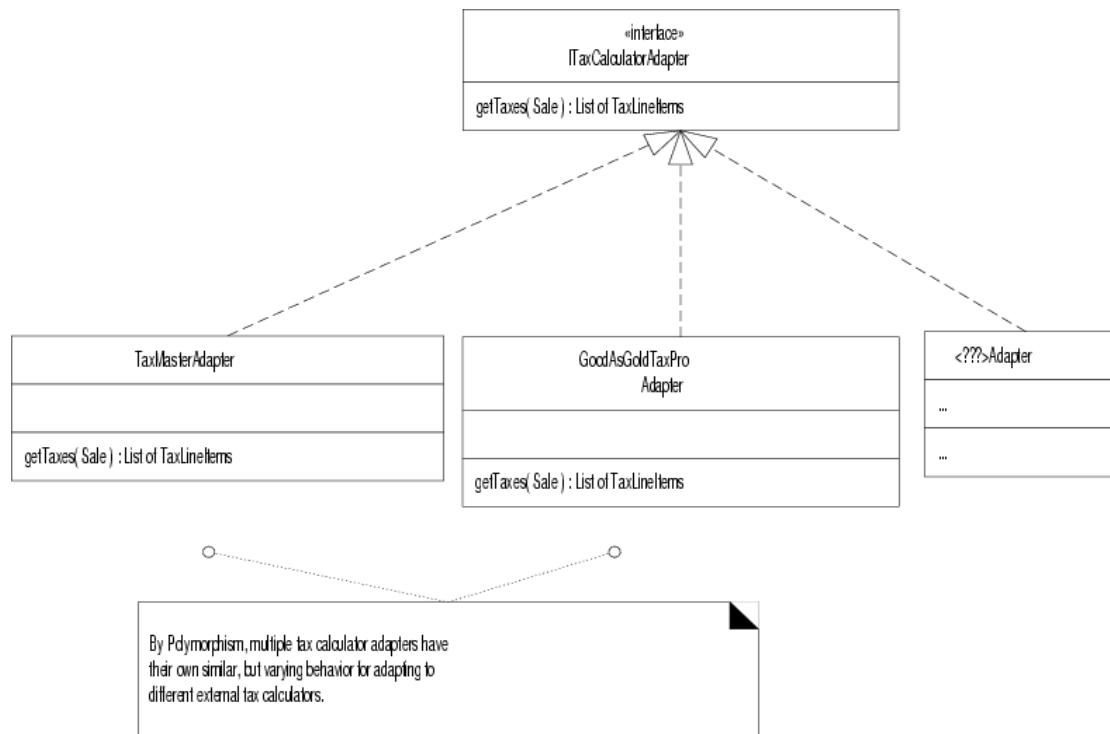 «interface»
ITaxCalculatorAdapter
getTaxes( Sale ) : List of TaxLineItems
TaxMasterAdapter
getTaxes( Sale ) : List of TaxLineItems
GoodAsGoldTaxPro
Adapter
getTaxes( Sale ) : List of TaxLineItems
<???>Adapter
...
...
By Polymorphism, multiple tax calculator adapters have
their own similar, but varying behavior for adapting to
different external tax calculators.